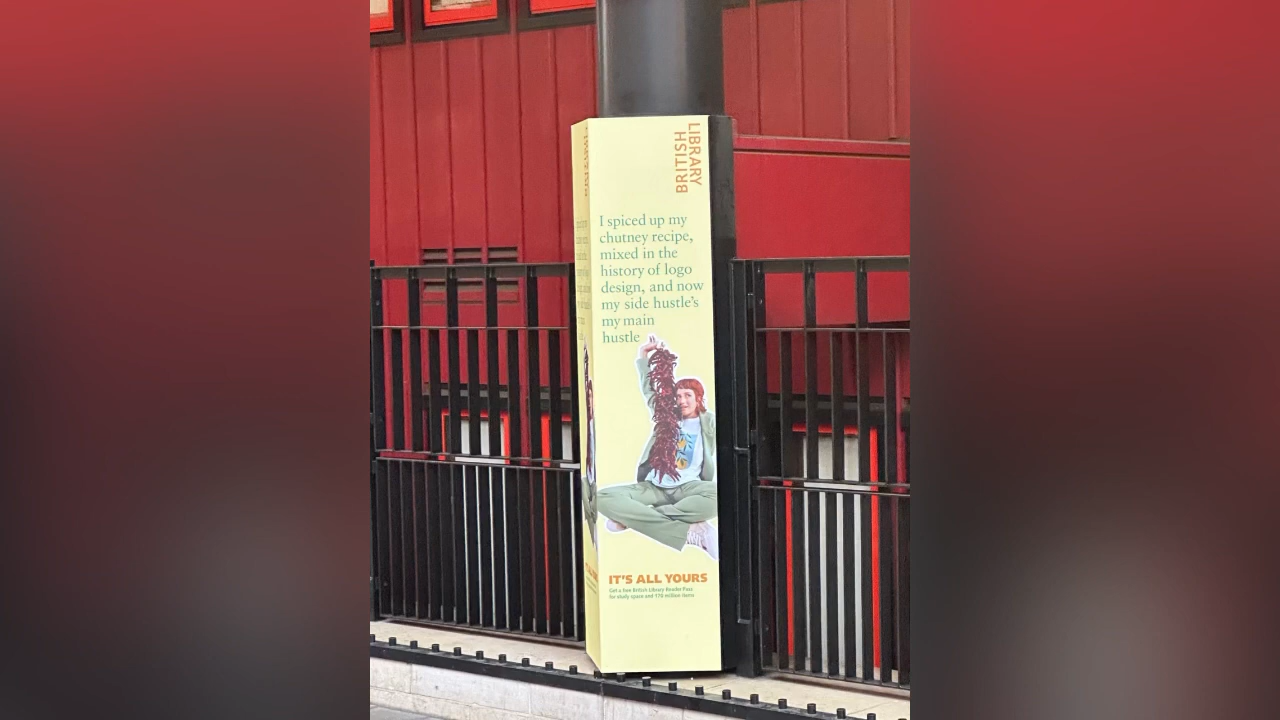 BRITISH
LIBRARY
I spiced up my
chutney recipe,
mixed in the
history of logo
design, and now
my side hustle's
my main
hustle
IT'S ALL YOURS
Get a free British Library Reader Pass
for study space and 170 million items